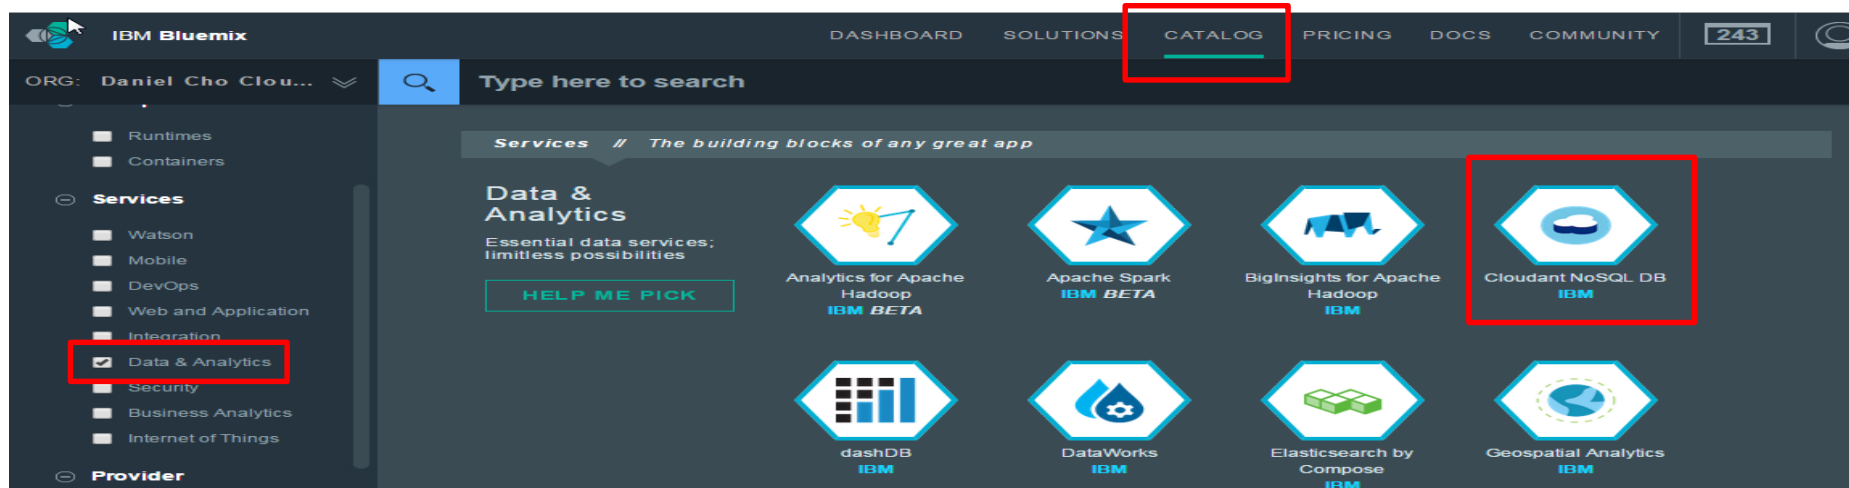 IBM Bluemix
DASHBOARD SOLUTIONS CATALOG PRICING DOCS COMMUNITY 243
ORG: Daniel Cho Clou...
Type here to search
Runtimes
Containers
Services
Watson
Mobile
DevOps
Web and Application
Integration
Data & Analytics
Security
Business Analytics
Internet of Things
Provider
Services // The building blocks of any great app
Data &
Analytics
Essential data services;
limitless possibilities
HELP ME PICK
Analytics for Apache
Hadoop
IBM BETA
Apache Spark
IBM BETA
BigInsights for Apache
Hadoop
IBM
Cloudant NoSQL DB
IBM
dashDB
IBM
DataWorks
IBM
Elasticsearch by
Compose
IBM
Geospatial Analytics
IBM